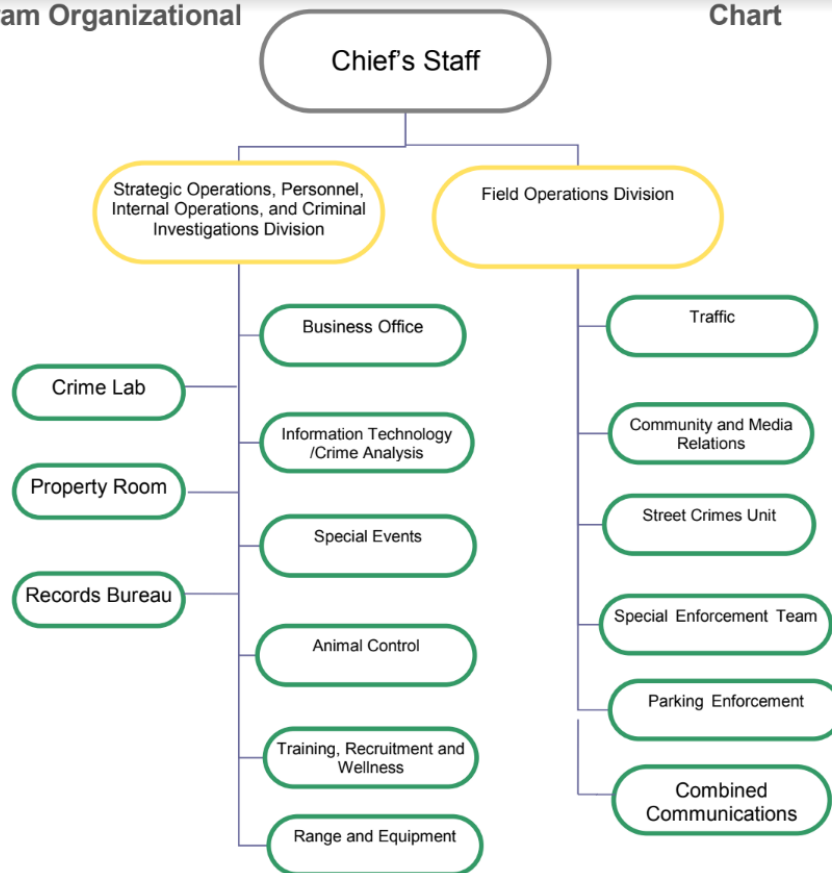 ram Organizational Chart
Chief's Staff
Strategic Operations, Personnel,
Internal Operations, and Criminal
Investigations Division
Field Operations Division
Business Office
Traffic
Crime Lab
Information Technology
/Crime Analysis
Community and Media
Relations
Property Room
Special Events
Street Crimes Unit
Records Bureau
Animal Control
Special Enforcement Team
Parking Enforcement
Training, Recruitment and
Wellness
Combined
Communications
Range and Equipment